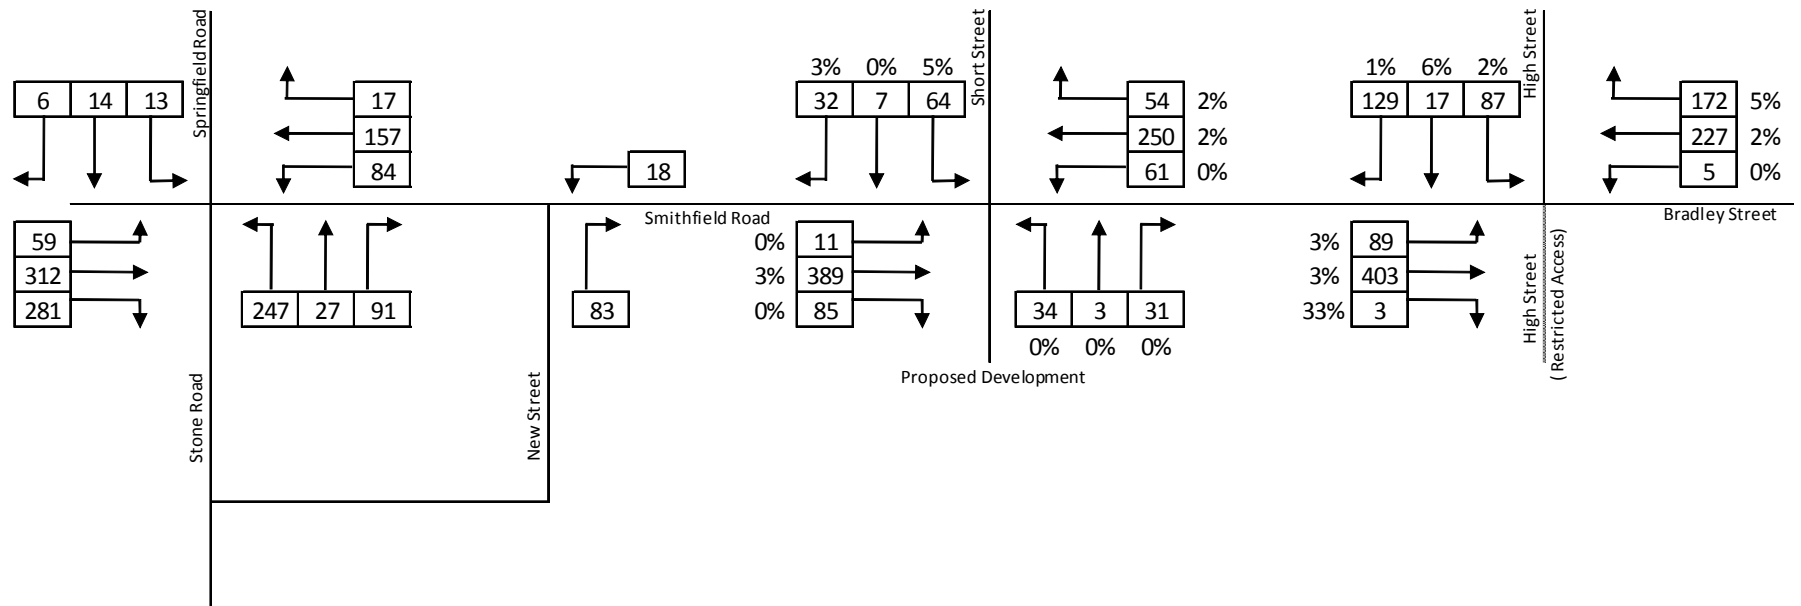 Springfield Road
6 14 13
17
157
84
18
3% 0% 5%
32 7 64
Short Street
54 2%
250 2%
61 0%
1% 6% 2%
129 17 87
High Street
172 5%
227 2%
5 0%
Smithfield Road
Bradley Street
59
312
281
247 27 91
83
0% 11
3% 389
0% 85
34 3 31
0% 0% 0%
3% 89
3% 403
33% 3
High Street
( Restricted Access)
Proposed Development
Stone Road
New Street